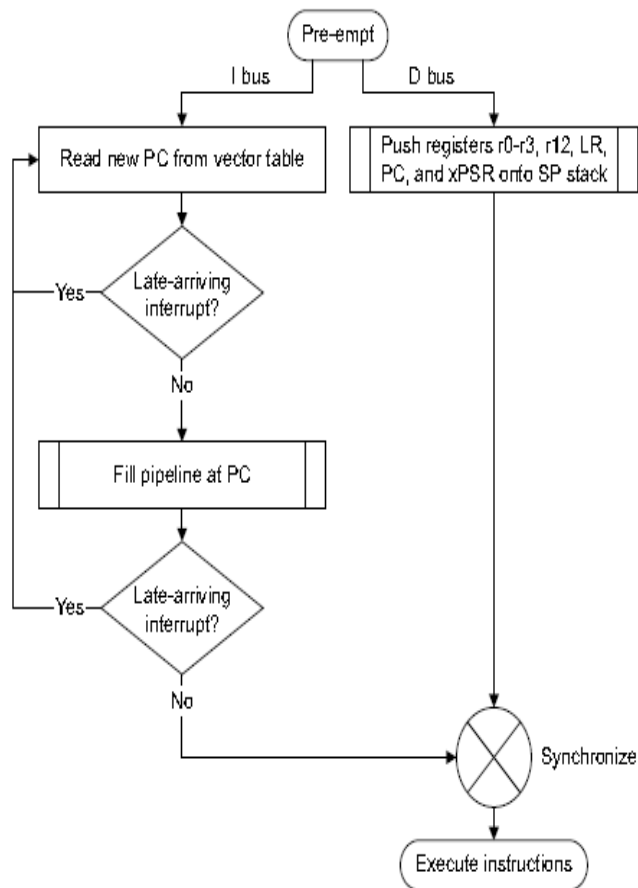 Pre-empt
I bus
D bus
Read new PC from vector table
Push registers r0-r3, r12, LR,
PC, and xPSR onto SP stack
Late-arriving
interrupt?
Yes
No
Fill pipeline at PC
Late-arriving
interrupt?
Yes
No
Synchronize
Execute instructions